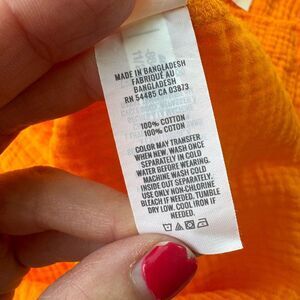 MADE IN BANGLADESH
FABRIQUÉ AU
BANGLADESH
RN 54485 CA 03873
100% COTTON
100% COTON
COLOR MAY TRANSFER
WHEN NEW. WASH ONCE
SEPARATELY IN COLD
WATER BEFORE WEARING.
MACHINE WASH COLD
INSIDE OUT SEPARATELY.
USE ONLY NON-CHLORINE
BLEACH IF NEEDED. TUMBLE
DRY LOW. COOL IRON IF
NEEDED.